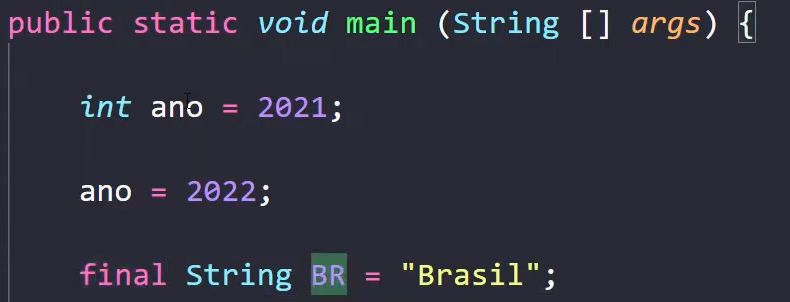 public static void main (String [] args) {
int ano = 2021;
ano = 2022;
final String BR = "Brasil";